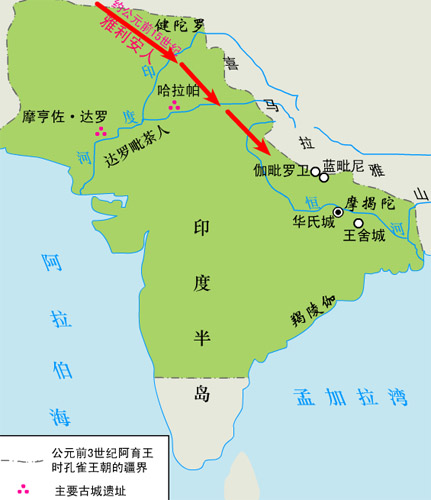 约公元前15世纪
雅利安人
健陀罗
印度河
哈拉帕
摩亨佐·达罗
达罗毗荼人
喜马拉雅山
伽毗罗卫
蓝毗尼
恒河
摩揭陀
华氏城
王舍城
印度半岛
羯陵伽
阿拉伯海
孟加拉湾
公元前3世纪阿育王
时孔雀王朝的疆界
主要古城遗址